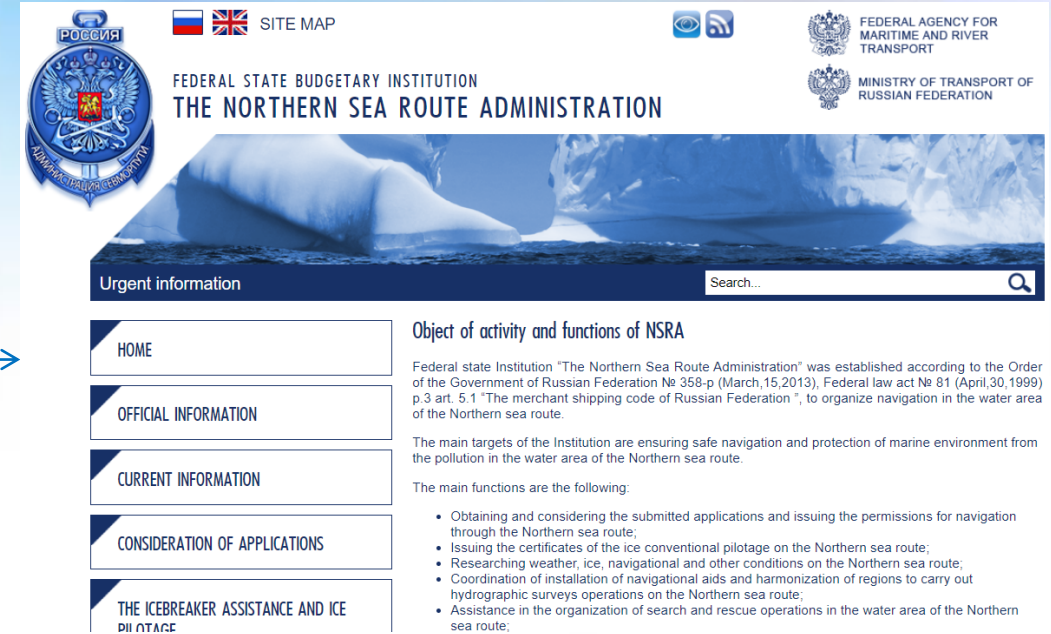 РОССИЯ
АДМИНИСТРАЦИЯ СЕВМОРПУТИ
SITE MAP
FEDERAL AGENCY FOR
MARITIME AND RIVER
TRANSPORT
MINISTRY OF TRANSPORT OF
RUSSIAN FEDERATION
FEDERAL STATE BUDGETARY INSTITUTION
THE NORTHERN SEA ROUTE ADMINISTRATION
Urgent information
Search...
HOME
OFFICIAL INFORMATION
CURRENT INFORMATION
CONSIDERATION OF APPLICATIONS
THE ICEBREAKER ASSISTANCE AND ICE
PILOTAGE
Object of activity and functions of NSRA
Federal state Institution “The Northern Sea Route Administration” was established according to the Order
of the Government of Russian Federation № 358-p (March,15,2013), Federal law act № 81 (April,30,1999)
p.3 art. 5.1 “The merchant shipping code of Russian Federation ”, to organize navigation in the water area
of the Northern sea route.
The main targets of the Institution are ensuring safe navigation and protection of marine environment from
the pollution in the water area of the Northern sea route.
The main functions are the following:
• Obtaining and considering the submitted applications and issuing the permissions for navigation
through the Northern sea route;
• Issuing the certificates of the ice conventional pilotage on the Northern sea route;
• Researching weather, ice, navigational and other conditions on the Northern sea route;
• Coordination of installation of navigational aids and harmonization of regions to carry out
hydrographic surveys operations on the Northern sea route;
• Assistance in the organization of search and rescue operations in the water area of the Northern
sea route;